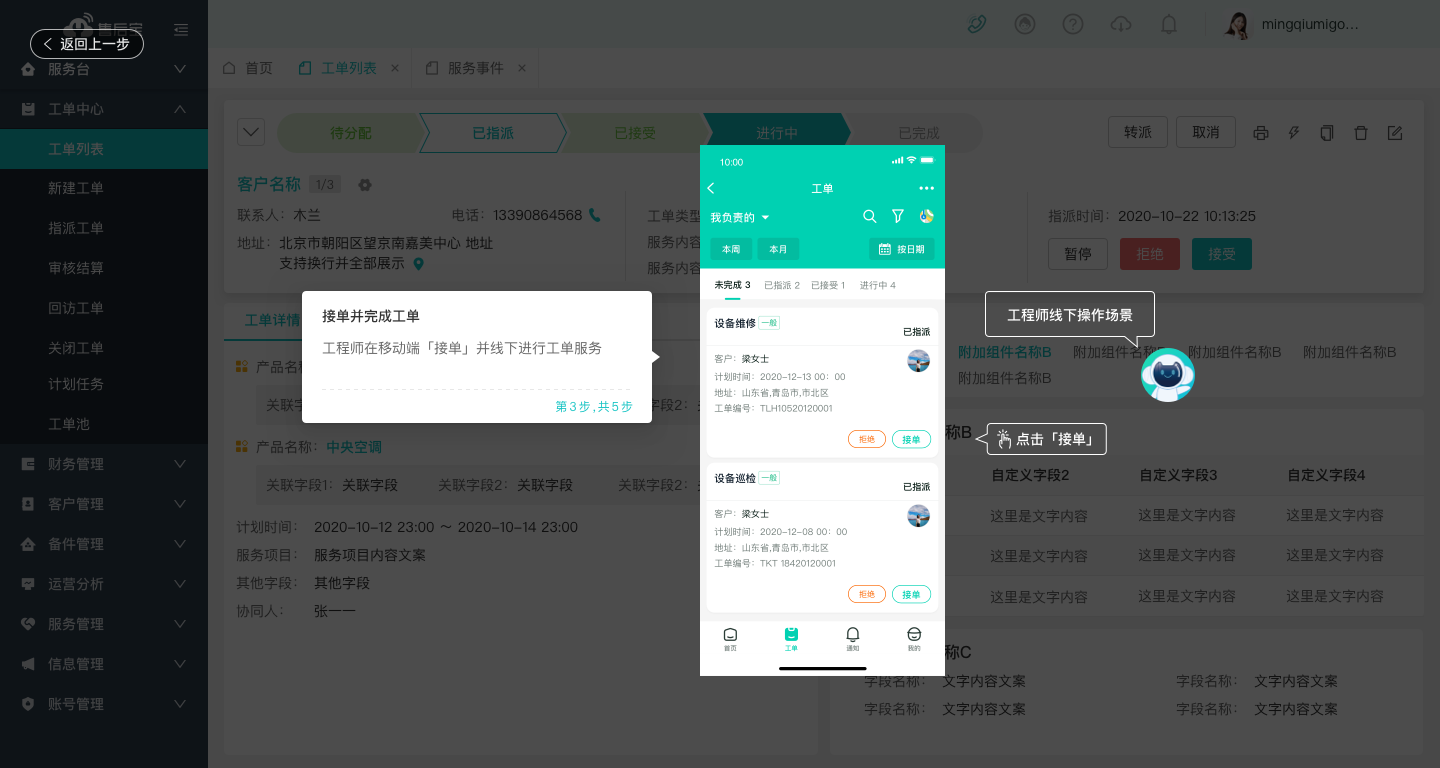 售后宝
返回上一步
服务台
工单中心
工单列表
新建工单
指派工单
审核结算
回访工单
关闭工单
计划任务
工单池
财务管理
客户管理
备件管理
运营分析
服务管理
信息管理
账号管理
mingqiumigo...
首页
工单列表 ×
服务事件 ×
待分配
已指派
已接受
进行中
已完成
转派
取消
客户名称 1/3
联系人: 木兰
电话: 13390864568
地址: 北京市朝阳区望京南嘉美中心 地址
支持换行并全部展示
工单类型
服务内容
服务内容
指派时间: 2020-10-22 10:13:25
暂停
拒绝
接受
工单详情
接单并完成工单
工程师在移动端「接单」并线下进行工单服务
第3步,共5步
产品名称
关联字
字段2:
产品名称: 中央空调
关联字段1: 关联字段
关联字段2: 关联字段
关联字段2:
计划时间: 2020-10-12 23:00 ～ 2020-10-14 23:00
服务项目: 服务项目内容文案
其他字段: 其他字段
协同人: 张一一
10:00
工单
我负责的
本周
本月
按日期
未完成 3
已指派 2
已接受 1
进行中 4
设备维修 一般
已指派
客户: 梁女士
计划时间: 2020-12-13 00: 00
地址: 山东省,青岛市,市北区
工单编号: TLH10520120001
拒绝
接单
设备巡检 一般
已指派
客户: 梁女士
计划时间: 2020-12-08 00: 00
地址: 山东省,青岛市,市北区
工单编号: TKT 18420120001
拒绝
接单
首页
工单
通知
我的
工程师线下操作场景
附加组件名称B
附加组件名称B
附加组件名称B
附加组件名称B
附加组件名称B
称B
点击「接单」
自定义字段2
自定义字段3
自定义字段4
这里是文字内容
这里是文字内容
这里是文字内容
这里是文字内容
这里是文字内容
这里是文字内容
这里是文字内容
这里是文字内容
这里是文字内容
称C
字段名称: 文字内容文案
字段名称: 文字内容文案
字段名称: 文字内容文案
字段名称: 文字内容文案